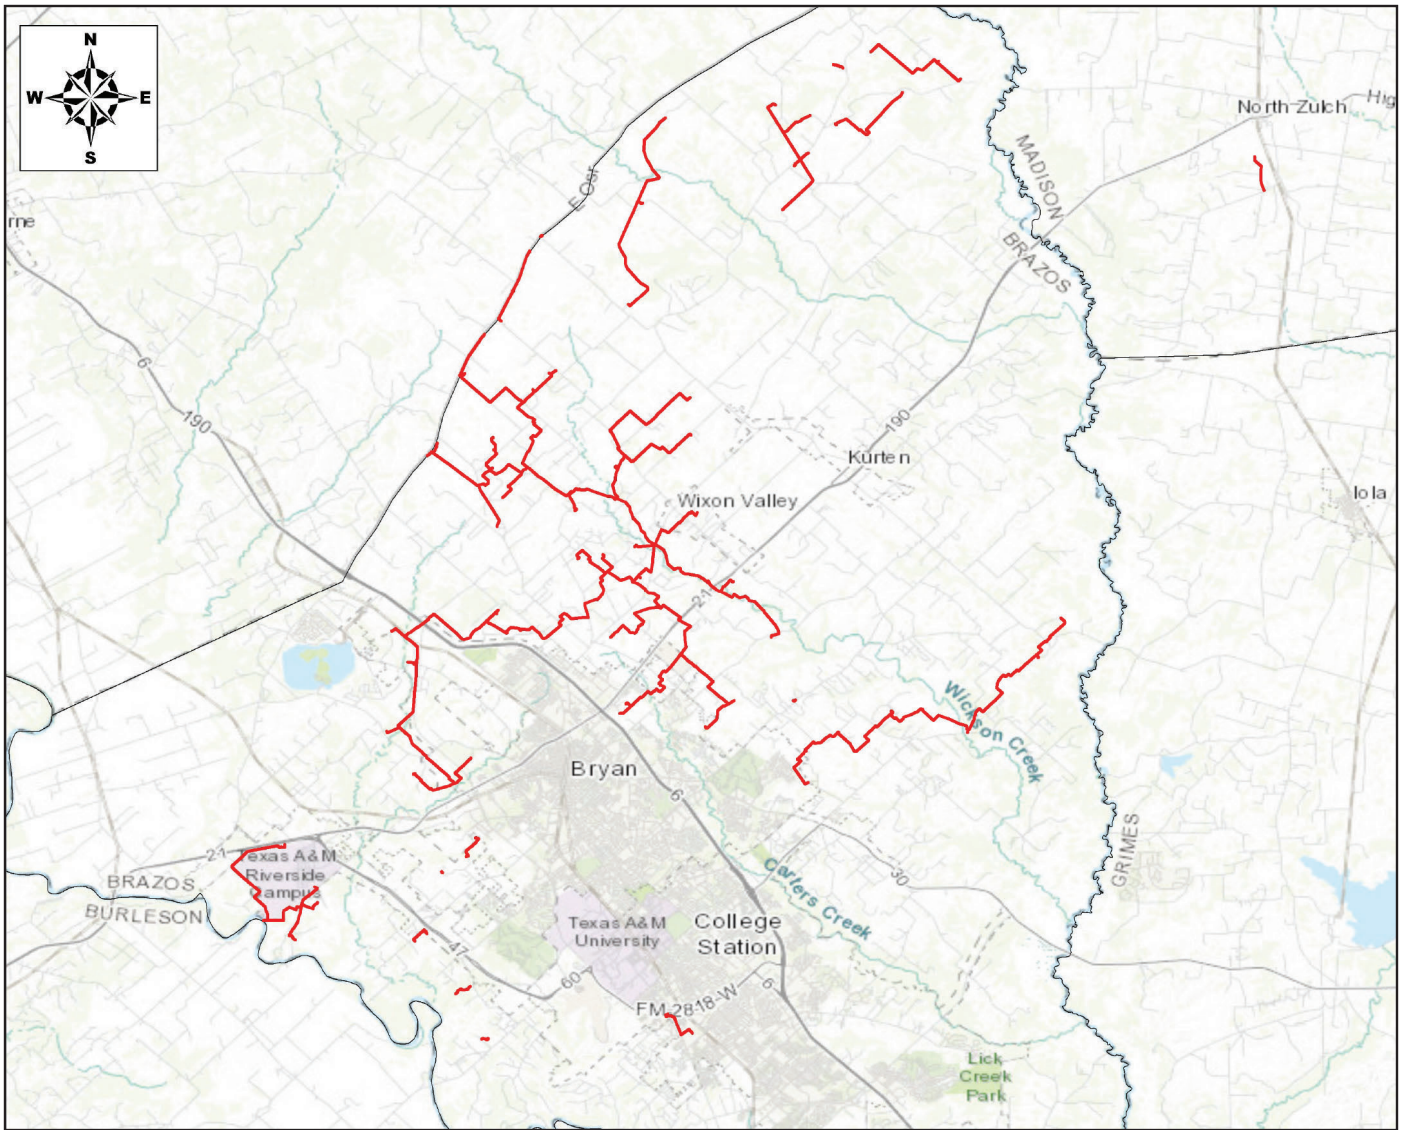 N
W E
S
North Zulch
Hig
MADISON
E Osr
rne
BRAZOS
6
190
190
Kurten
Wixon Valley
Iola
21
Wickson Creek
Bryan
6
GRIMES
21
Texas A&M
Riverside
Campus
BRAZOS
BURLESON
30
Carters Creek
Texas A&M
University
College
Station
47
60
6
FM 2818-W
Lick
Creek
Park